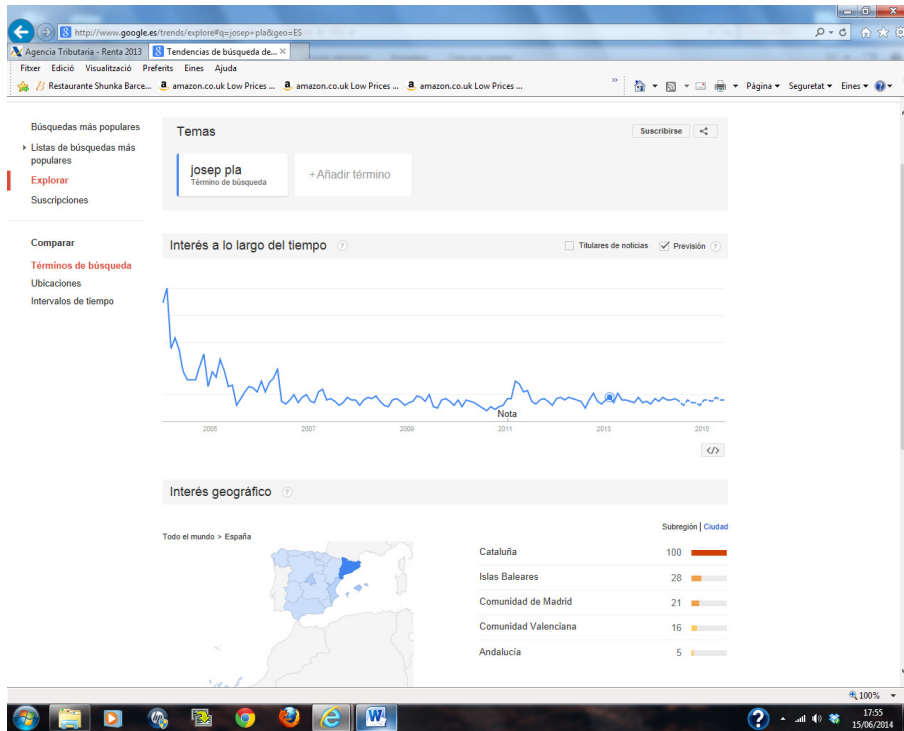 http://www.google.es/trends/explore#q=josep+pla&geo=ES
Agencia Tributaria - Renta 2013
Tendencias de búsqueda de...
Fitxer Edició Visualització Preferits Eines Ajuda
Restaurante Shunka Barce... amazon.co.uk Low Prices ... amazon.co.uk Low Prices ... amazon.co.uk Low Prices ... » Página Seguretat Eines
Búsquedas más populares
Listas de búsquedas más
populares
Explorar
Suscripciones
Comparar
Términos de búsqueda
Ubicaciones
Intervalos de tiempo
Temas
Suscribirse
josep pla
Término de búsqueda
+Añadir término
Interés a lo largo del tiempo ?
Titulares de noticias Previsión ?
Nota
2005 2007 2009 2011 2013 2015
</>
Interés geográfico ?
Subregión | Ciudad
Todo el mundo > España
Cataluña 100
Islas Baleares 28
Comunidad de Madrid 21
Comunidad Valenciana 16
Andalucía 5
100%
17:55
15/06/2014